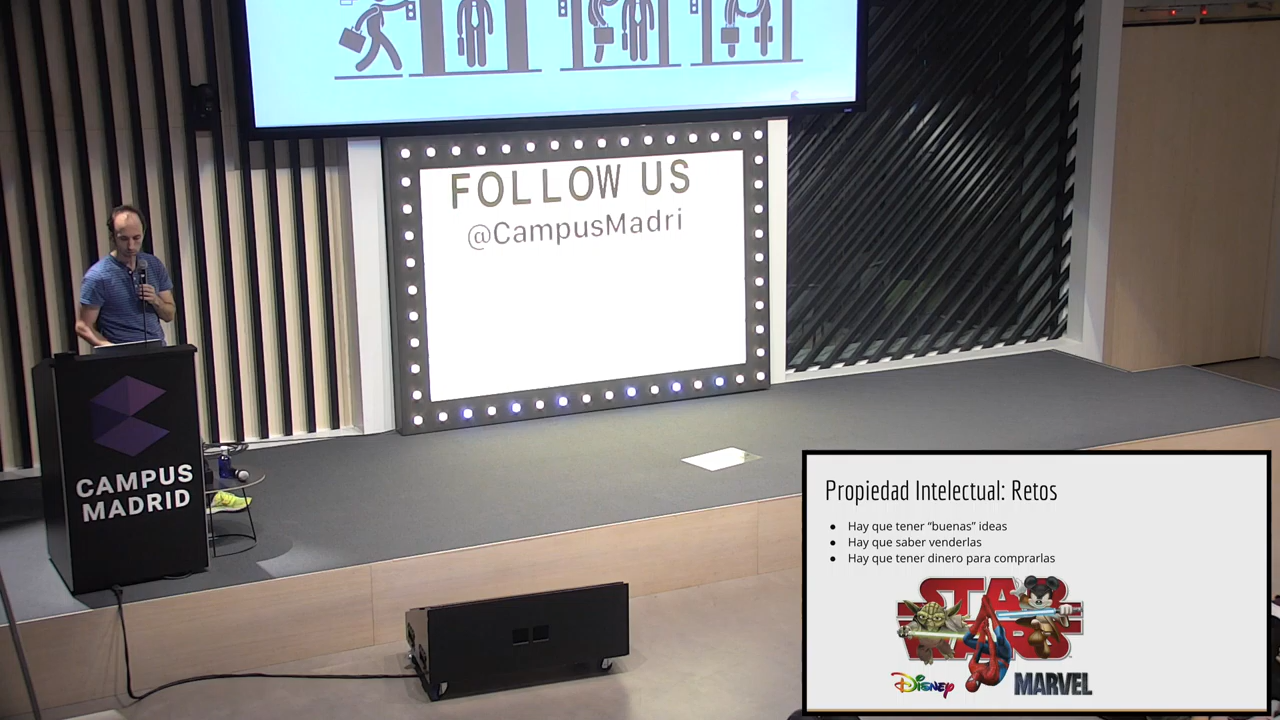 FOLLOW US
@CampusMadri
CAMPUS
MADRID
Propiedad Intelectual: Retos
● Hay que tener “buenas” ideas
● Hay que saber venderlas
● Hay que tener dinero para comprarlas
STAR
WARS
DISNEY
MARVEL